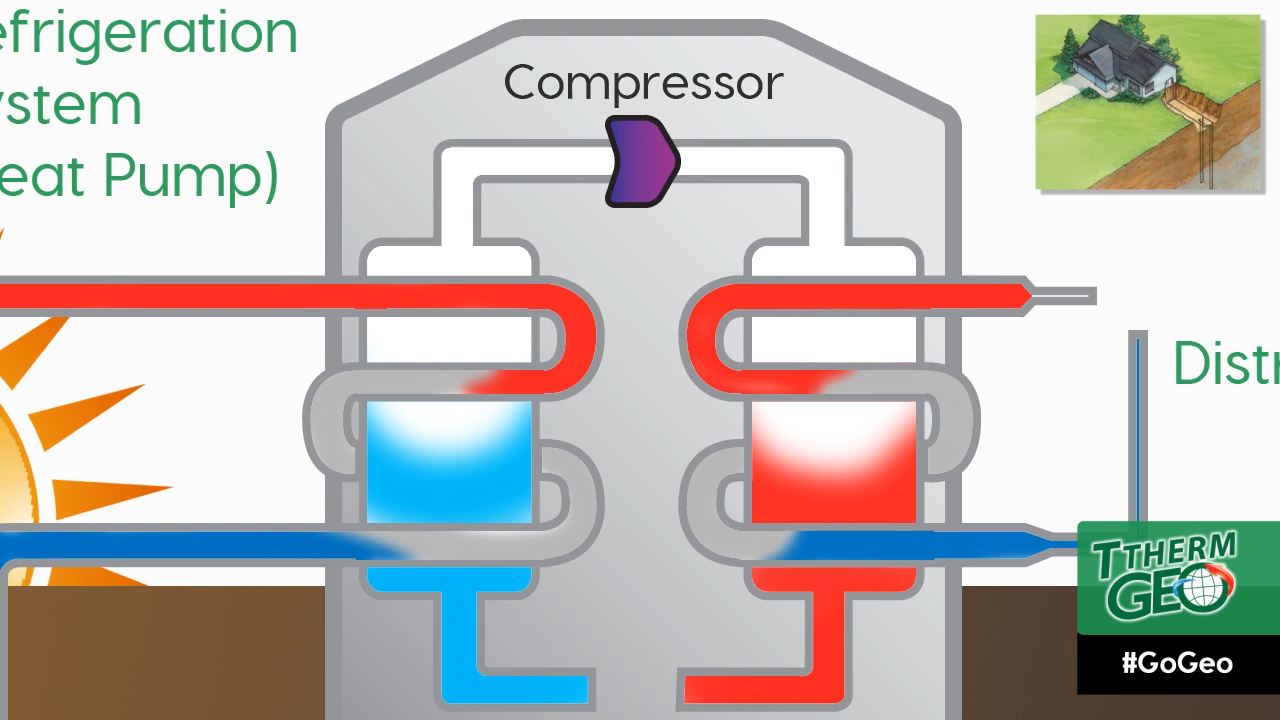 efrigeration
ystem
eat Pump)
Compressor
Distr
TTHERM
GEO
#GoGeo